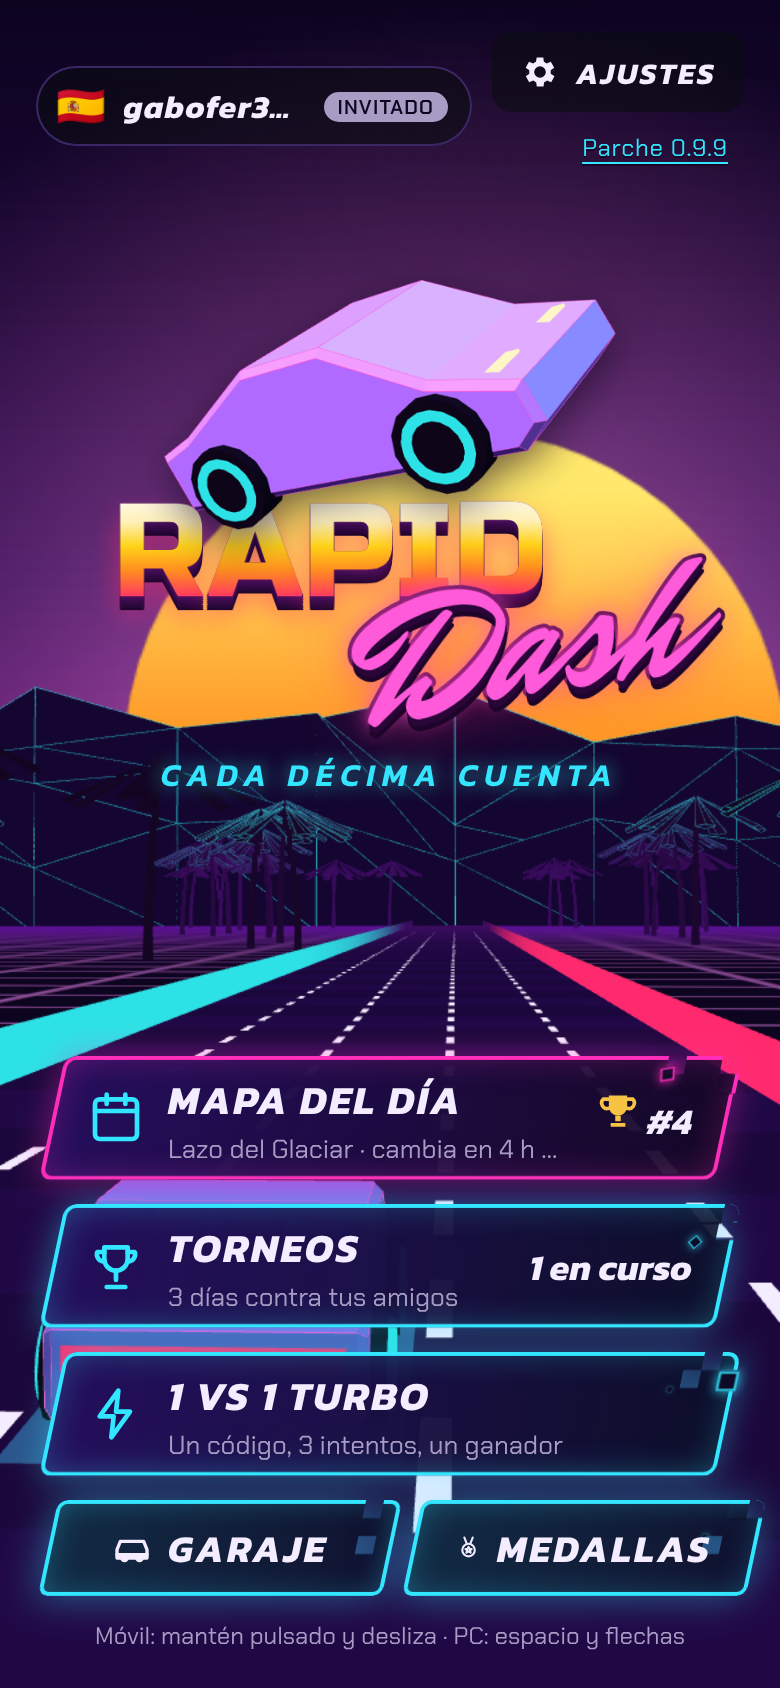 gabofer3...
INVITADO
AJUSTES
Parche 0.9.9
RAPID
Dash
CADA DÉCIMA CUENTA
MAPA DEL DÍA
Lazo del Glaciar · cambia en 4 h ...
#4
TORNEOS
3 días contra tus amigos
1 en curso
1 VS 1 TURBO
Un código, 3 intentos, un ganador
GARAJE
MEDALLAS
Móvil: mantén pulsado y desliza · PC: espacio y flechas